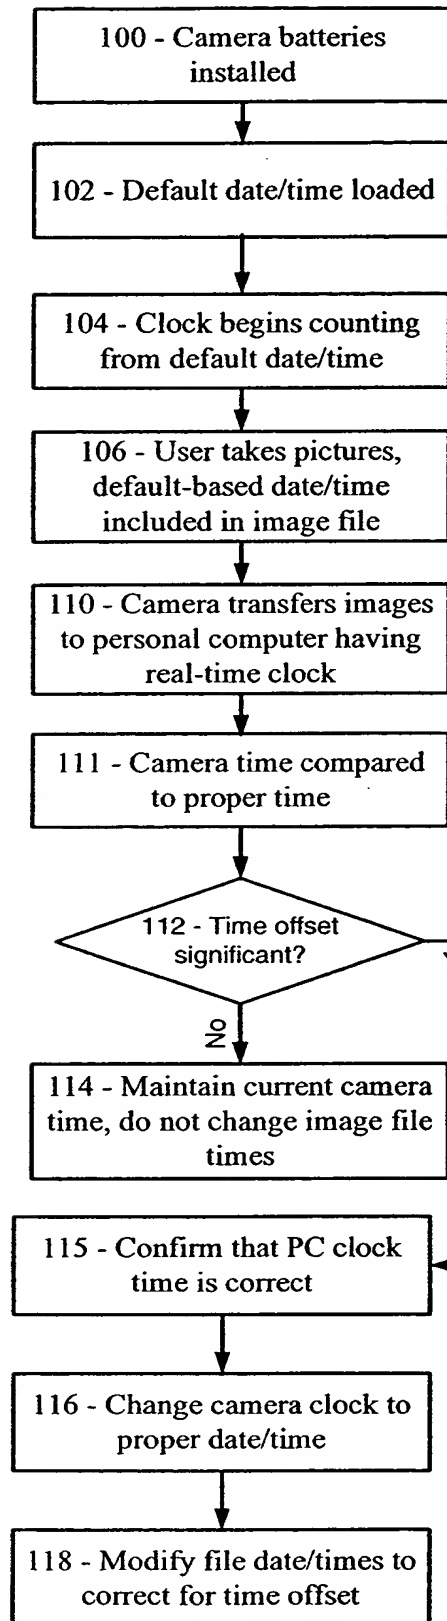 100 - Camera batteries
installed
102 - Default date/time loaded
104 - Clock begins counting
from default date/time
106 - User takes pictures,
default-based date/time
included in image file
110 - Camera transfers images
to personal computer having
real-time clock
111 - Camera time compared
to proper time
112 - Time offset
significant?
No
114 - Maintain current camera
time, do not change image file
times
115 - Confirm that PC clock
time is correct
116 - Change camera clock to
proper date/time
118 - Modify file date/times to
correct for time offset